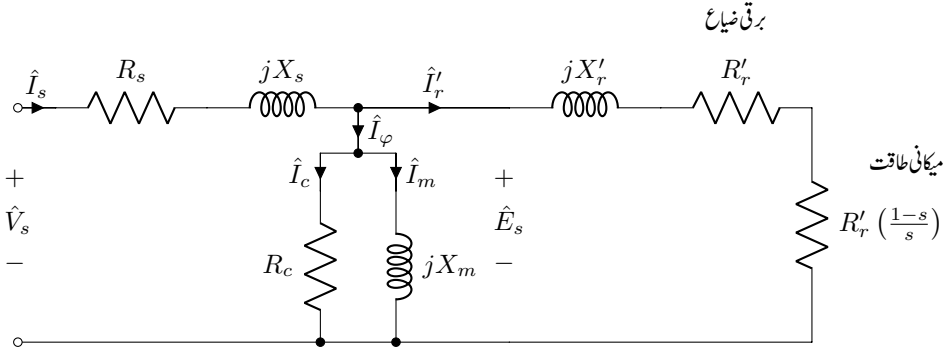 برقی ضیاع
Î_s R_s jX_s Î'_r jX'_r R'_r
Î_φ
Î_c Î_m
میکانی طاقت
+ +
V̂_s Ê_s R'_r (1-s/s)
R_c jX_m
− −